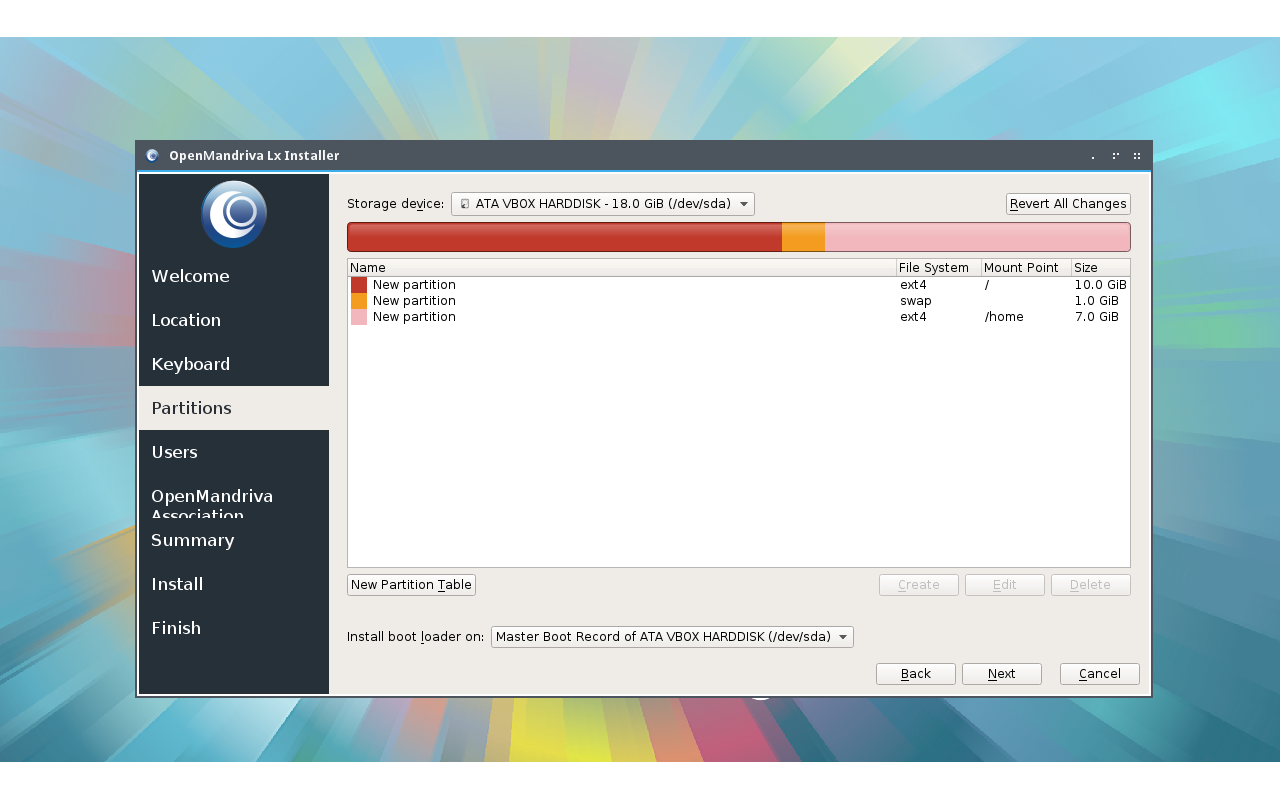 OpenMandriva Lx Installer
Storage device: ATA VBOX HARDDISK - 18.0 GiB (/dev/sda) Revert All Changes
Name File System Mount Point Size
New partition ext4 / 10.0 GiB
New partition swap 1.0 GiB
New partition ext4 /home 7.0 GiB
Welcome
Location
Keyboard
Partitions
Users
OpenMandriva
Association
Summary
Install
Finish
New Partition Table Create Edit Delete
Install boot loader on: Master Boot Record of ATA VBOX HARDDISK (/dev/sda)
Back Next Cancel